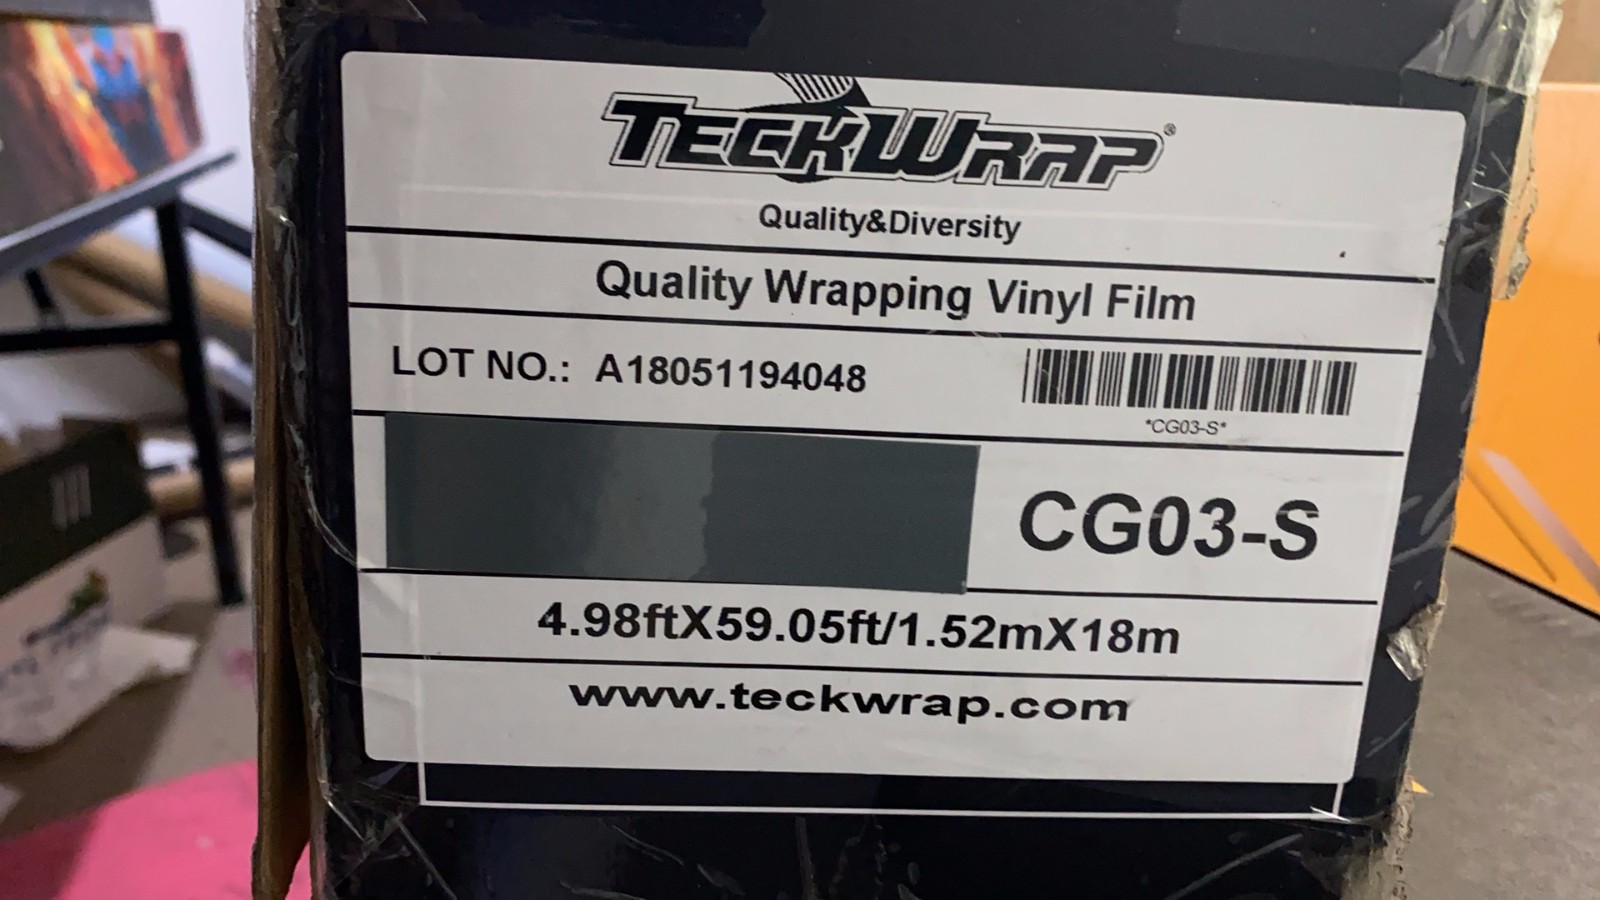 TECKWRAP®
Quality&Diversity
Quality Wrapping Vinyl Film
LOT NO.: A18051194048
*CG03-S*
CG03-S
4.98ftX59.05ft/1.52mX18m
www.teckwrap.com